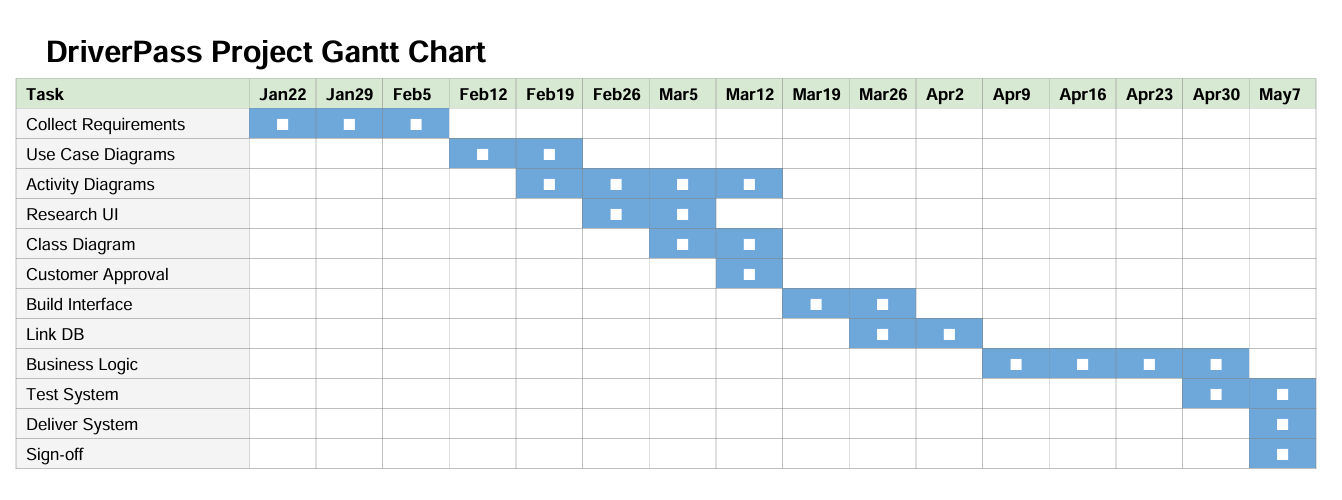 DriverPass Project Gantt Chart
Task Jan22 Jan29 Feb5 Feb12 Feb19 Feb26 Mar5 Mar12 Mar19 Mar26 Apr2 Apr9 Apr16 Apr23 Apr30 May7
Collect Requirements
Use Case Diagrams
Activity Diagrams
Research UI
Class Diagram
Customer Approval
Build Interface
Link DB
Business Logic
Test System
Deliver System
Sign-off